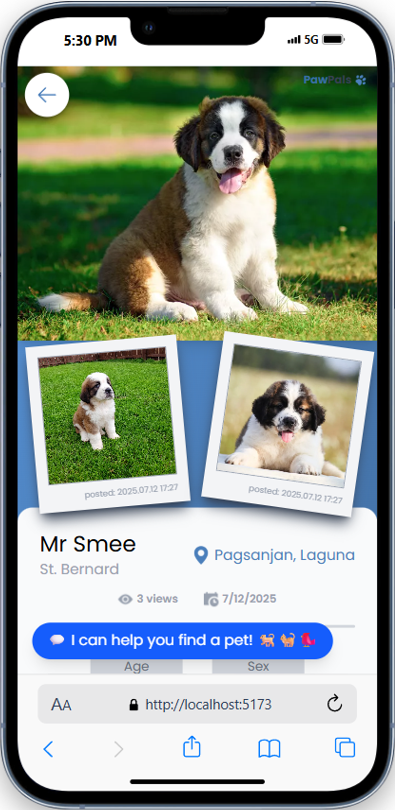 5:30 PM 5G
PawPals
posted: 2025.07.12 17:27
posted: 2025.07.12 17:27
Mr Smee
St. Bernard
Pagsanjan, Laguna
3 views 7/12/2025
I can help you find a pet!
Age Sex
AA http://localhost:5173